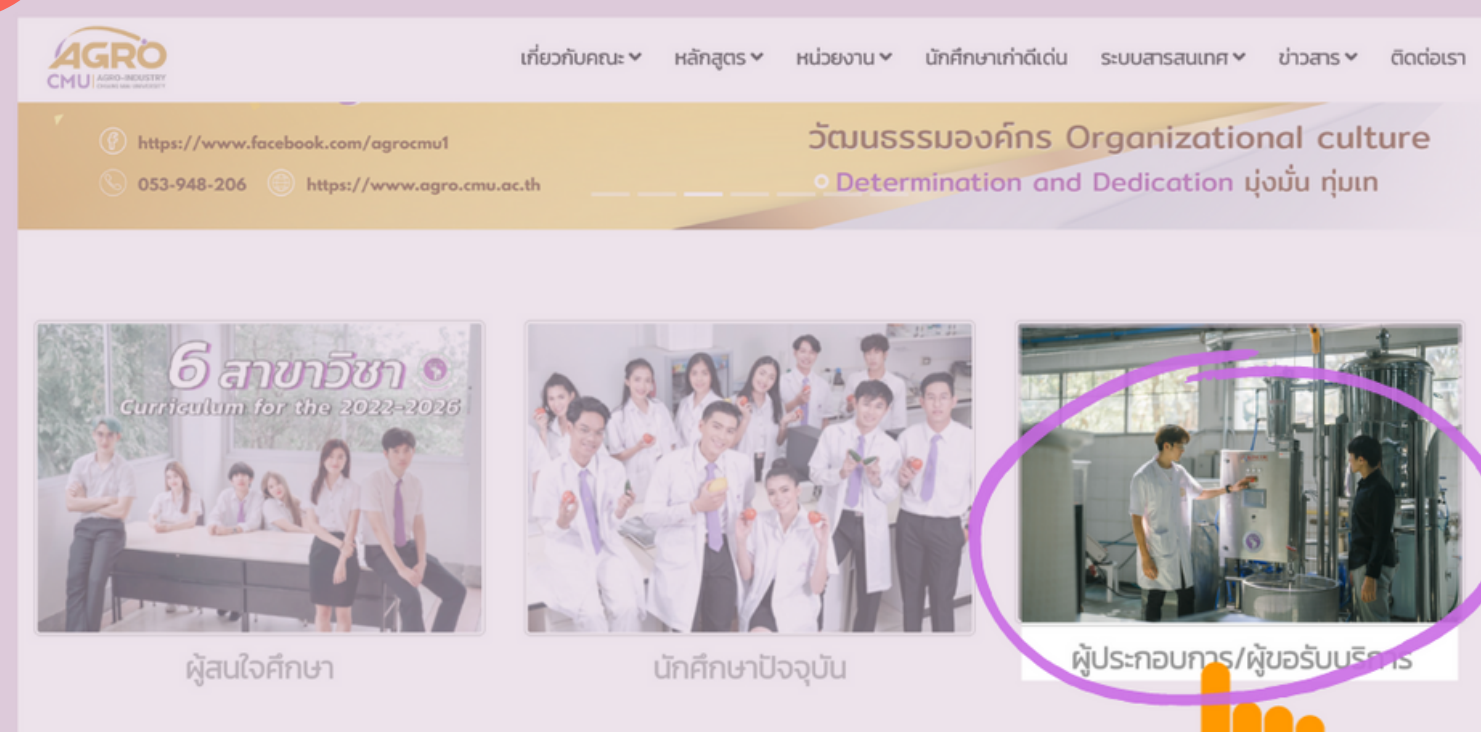 AGRO
CMU AGRO-INDUSTRY
CHIANG MAI UNIVERSITY
เกี่ยวกับคณะ หลักสูตร หน่วยงาน นักศึกษาเก่าดีเด่น ระบบสารสนเทศ ข่าวสาร ติดต่อเรา
https://www.facebook.com/agrocmu1
053-948-206 https://www.agro.cmu.ac.th
วัฒนธรรมองค์กร Organizational culture
Determination and Dedication มุ่งมั่น ทุ่มเท
6 สาขาวิชา
Curriculum for the 2022-2026
ผู้สนใจศึกษา
นักศึกษาปัจจุบัน
ผู้ประกอบการ/ผู้ขอรับบริการ